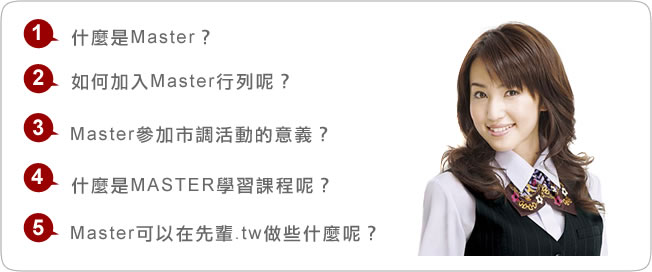 1 什麼是Master？
2 如何加入Master行列呢？
3 Master參加市調活動的意義？
4 什麼是MASTER學習課程呢？
5 Master可以在先輩.tw做些什麼呢？